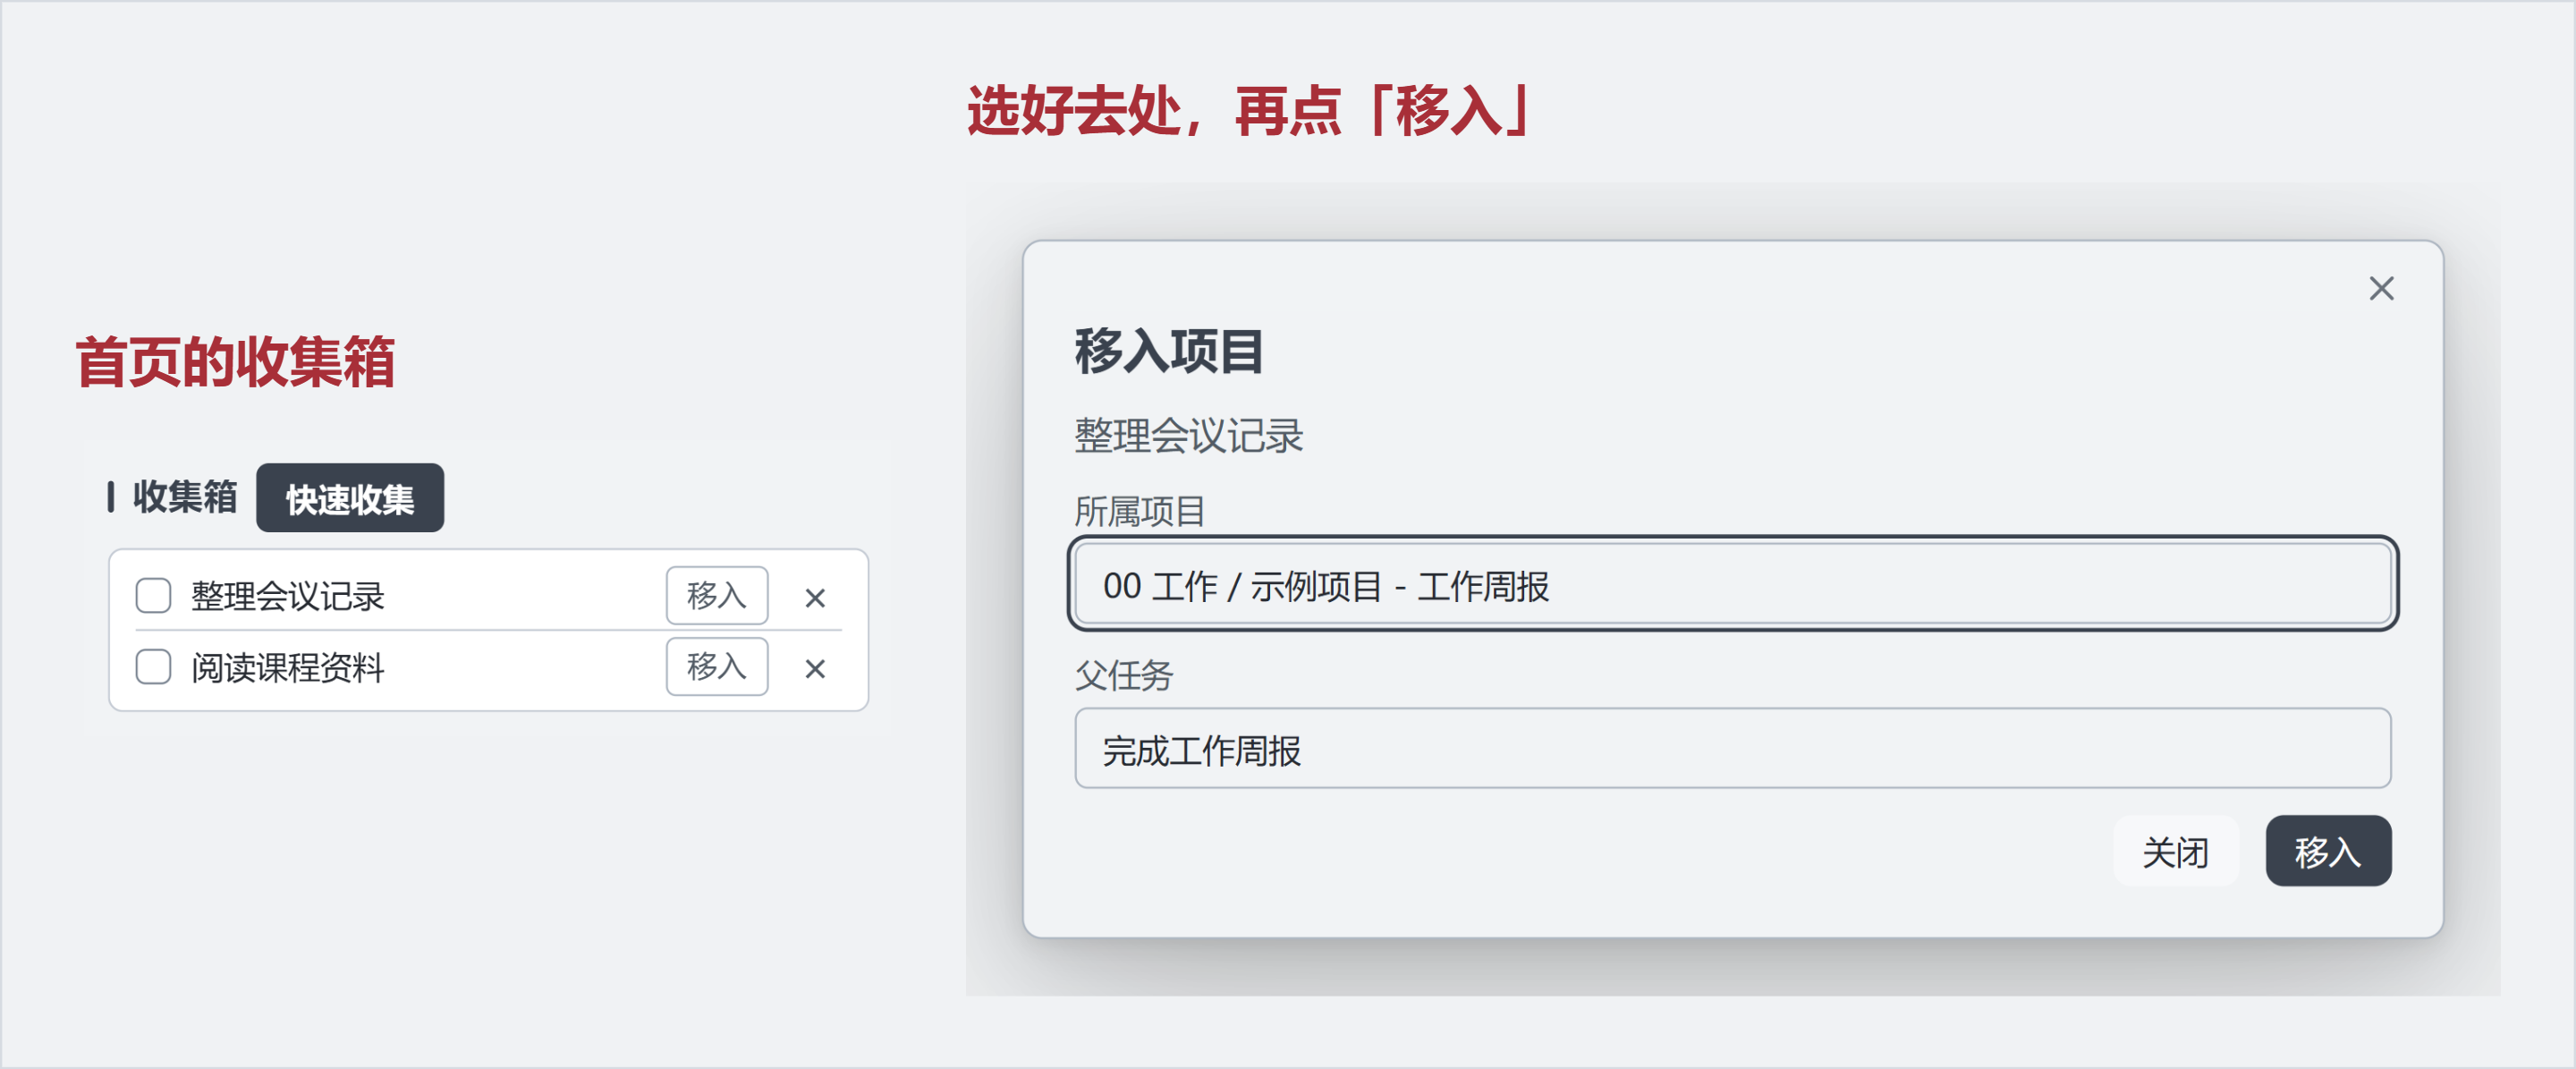 首页的收集箱
收集箱 快速收集
整理会议记录 移入 ×
阅读课程资料 移入 ×
选好去处，再点「移入」
×
移入项目
整理会议记录
所属项目
00 工作 / 示例项目 - 工作周报
父任务
完成工作周报
关闭 移入